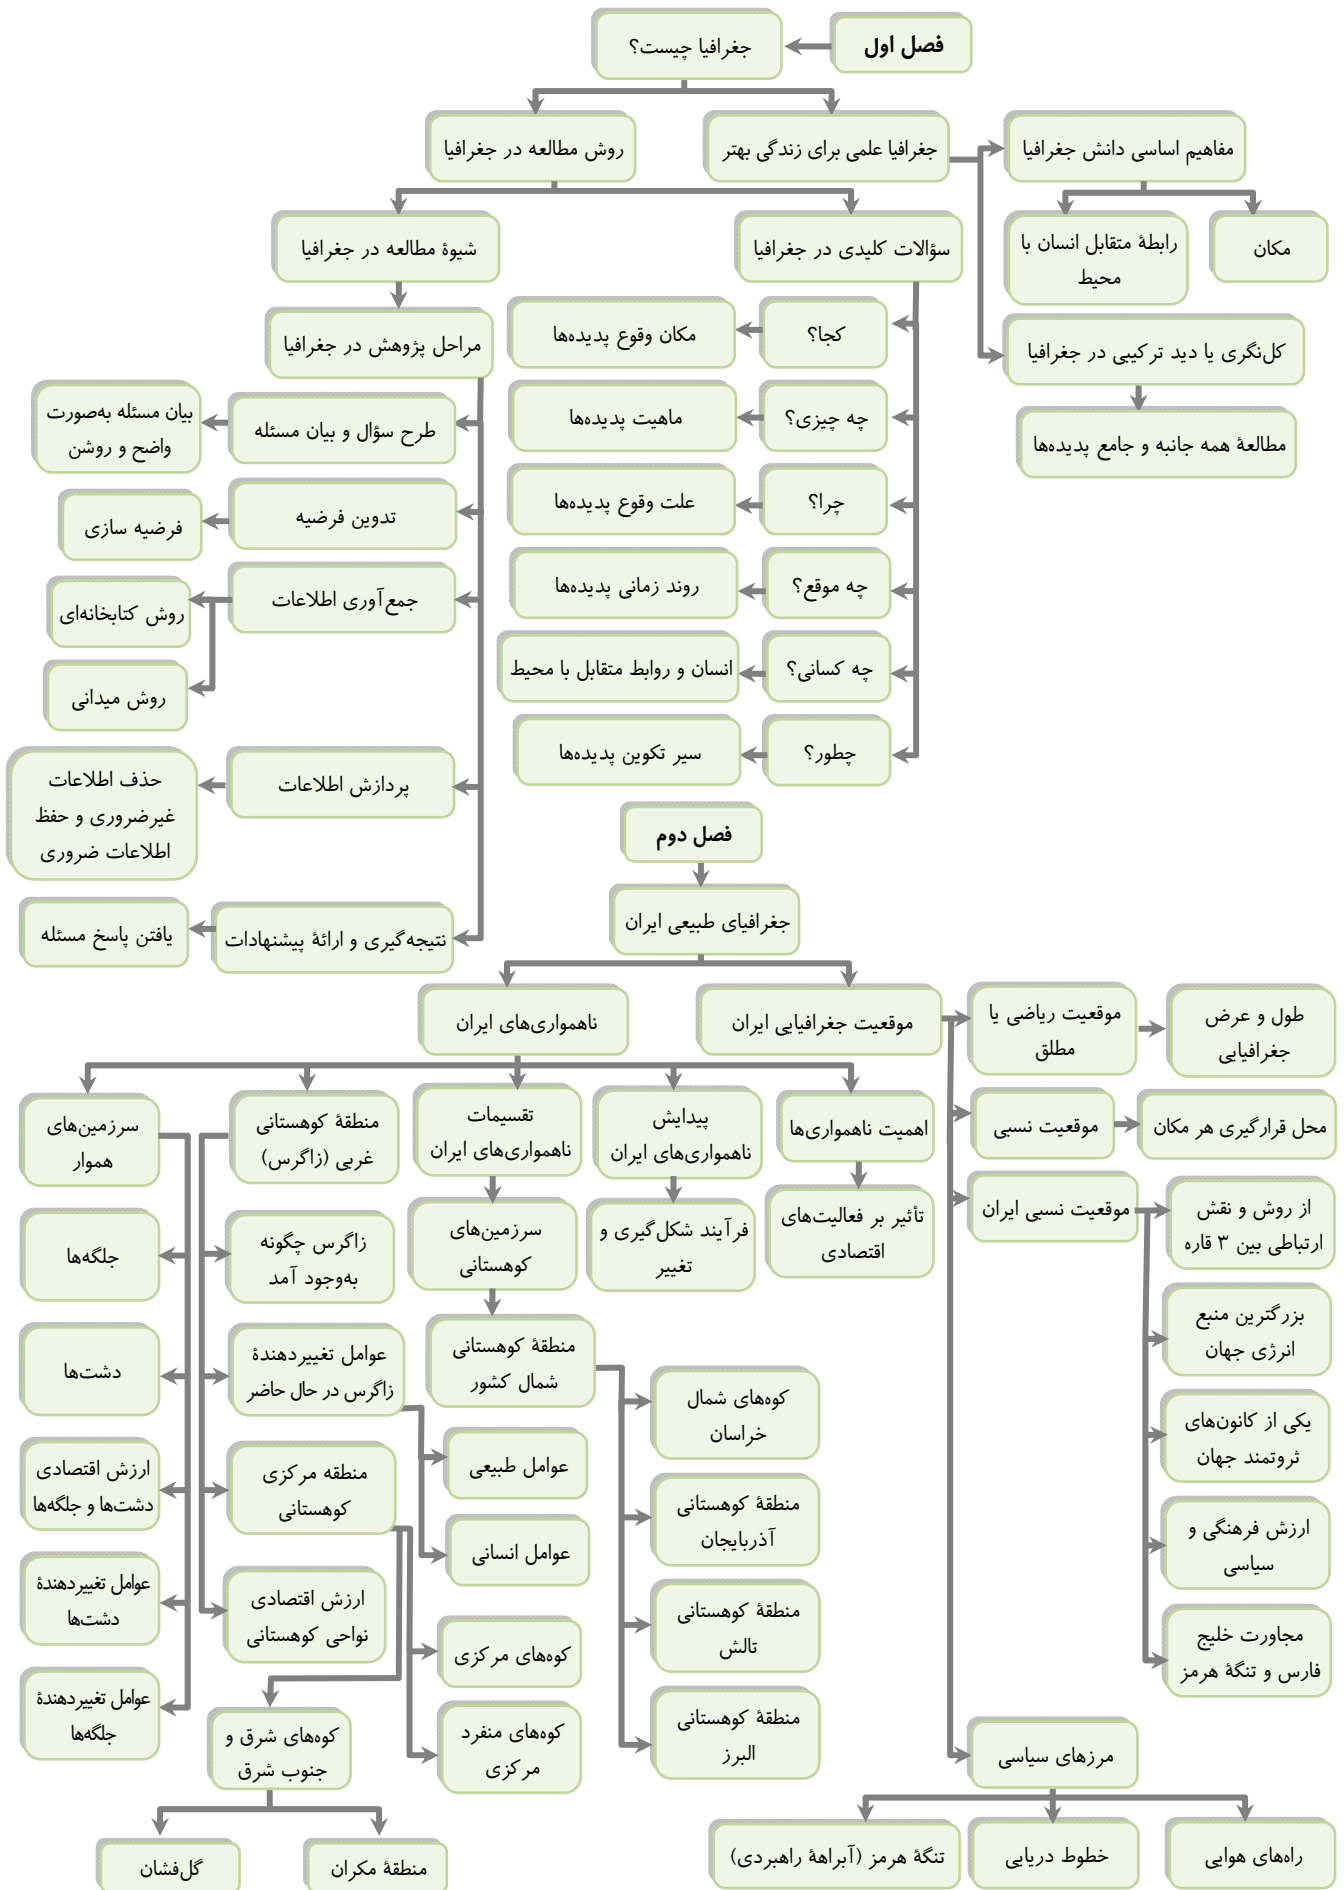 فصل اول
جغرافیا چیست؟
جغرافیا علمی برای زندگی بهتر
روش مطالعه در جغرافیا
مفاهیم اساسی دانش جغرافیا
مکان
رابطهٔ متقابل انسان با
محیط
کل‌نگری یا دید ترکیبی در جغرافیا
مطالعهٔ همه جانبه و جامع پدیده‌ها
سؤالات کلیدی در جغرافیا
کجا؟
مکان وقوع پدیده‌ها
چه چیزی؟
ماهیت پدیده‌ها
چرا؟
علت وقوع پدیده‌ها
چه موقع؟
روند زمانی پدیده‌ها
چه کسانی؟
انسان و روابط متقابل با محیط
چطور؟
سیر تکوین پدیده‌ها
شیوهٔ مطالعه در جغرافیا
مراحل پژوهش در جغرافیا
طرح سؤال و بیان مسئله
بیان مسئله به‌صورت
واضح و روشن
تدوین فرضیه
فرضیه سازی
جمع‌آوری اطلاعات
روش کتابخانه‌ای
روش میدانی
پردازش اطلاعات
حذف اطلاعات
غیرضروری و حفظ
اطلاعات ضروری
نتیجه‌گیری و ارائهٔ پیشنهادات
یافتن پاسخ مسئله
فصل دوم
جغرافیای طبیعی ایران
موقعیت جغرافیایی ایران
ناهمواری‌های ایران
موقعیت ریاضی یا
مطلق
طول و عرض
جغرافیایی
موقعیت نسبی
محل قرارگیری هر مکان
موقعیت نسبی ایران
از روش و نقش
ارتباطی بین ۳ قاره
بزرگترین منبع
انرژی جهان
یکی از کانون‌های
ثروتمند جهان
ارزش فرهنگی و
سیاسی
مجاورت خلیج
فارس و تنگهٔ هرمز
مرزهای سیاسی
راه‌های هوایی
خطوط دریایی
تنگهٔ هرمز (آبراههٔ راهبردی)
اهمیت ناهمواری‌ها
تأثیر بر فعالیت‌های
اقتصادی
پیدایش
ناهمواری‌های ایران
فرآیند شکل‌گیری و
تغییر
تقسیمات
ناهمواری‌های ایران
سرزمین‌های
کوهستانی
منطقهٔ کوهستانی
شمال کشور
کوه‌های شمال
خراسان
منطقهٔ کوهستانی
آذربایجان
منطقهٔ کوهستانی
تالش
منطقهٔ کوهستانی
البرز
منطقهٔ کوهستانی
غربی (زاگرس)
زاگرس چگونه
به‌وجود آمد
عوامل تغییردهندهٔ
زاگرس در حال حاضر
عوامل طبیعی
عوامل انسانی
منطقه مرکزی
کوهستانی
کوه‌های مرکزی
کوه‌های منفرد
مرکزی
کوه‌های شرق و
جنوب شرق
منطقهٔ مکران
گل‌فشان
ارزش اقتصادی
نواحی کوهستانی
سرزمین‌های
هموار
جلگه‌ها
دشت‌ها
ارزش اقتصادی
دشت‌ها و جلگه‌ها
عوامل تغییردهندهٔ
دشت‌ها
عوامل تغییردهندهٔ
جلگه‌ها